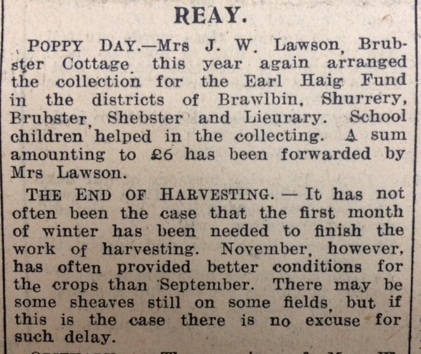 REAY.
POPPY DAY.—Mrs J. W. Lawson, Brub-
ster Cottage, this year again arranged
the collection for the Earl Haig Fund
in the districts of Brawlbin, Shurrery,
Brubster, Shebster and Lieurary. School
children helped in the collecting. A sum
amounting to £6 has been forwarded by
Mrs Lawson.
THE END OF HARVESTING. — It has not
often been the case that the first month
of winter has been needed to finish the
work of harvesting. November, however,
has often provided better conditions for
the crops than September. There may be
some sheaves still on some fields, but if
this is the case there is no excuse for
such delay.